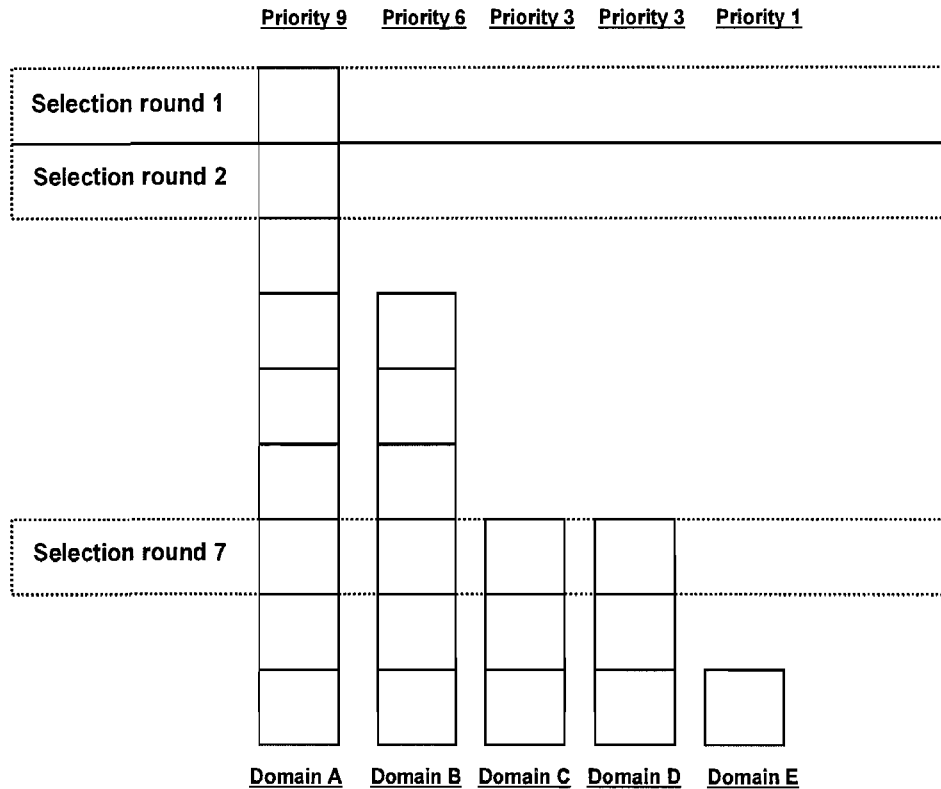 Priority 9 Priority 6 Priority 3 Priority 3 Priority 1
Selection round 1
Selection round 2
Selection round 7
Domain A Domain B Domain C Domain D Domain E